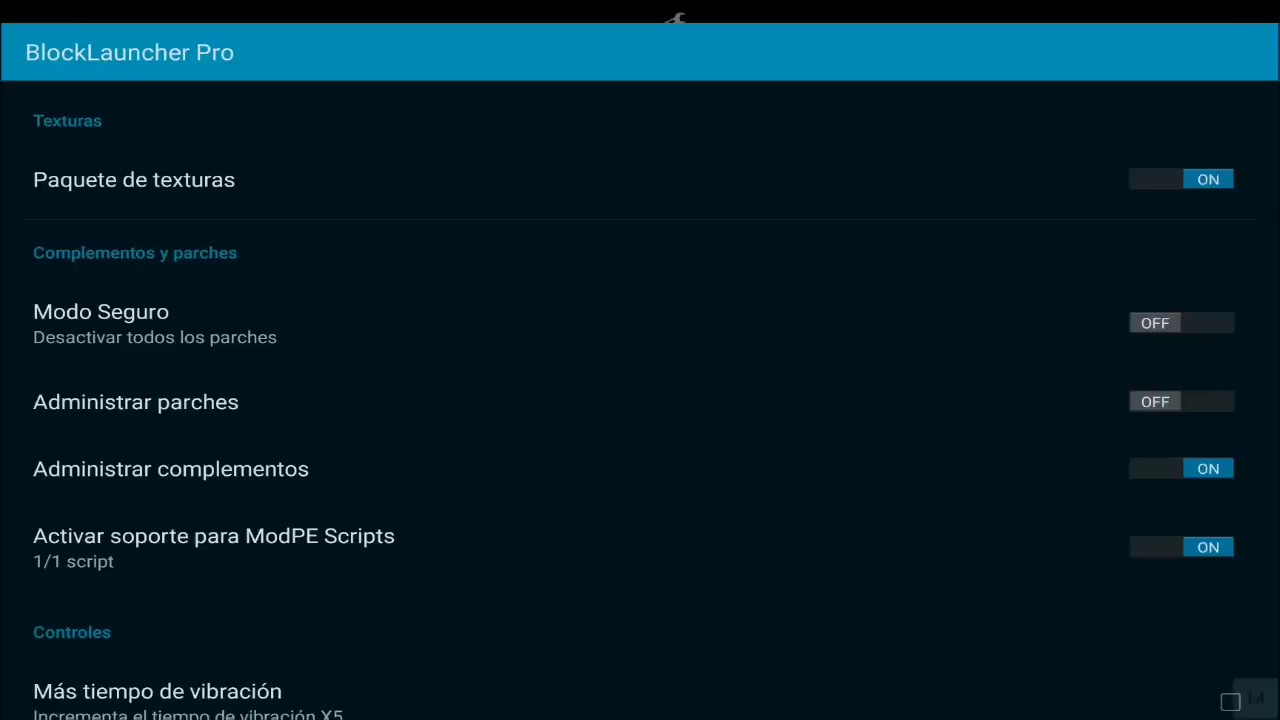 BlockLauncher Pro
Texturas
Paquete de texturas
ON
Complementos y parches
Modo Seguro
Desactivar todos los parches
OFF
Administrar parches
OFF
Administrar complementos
ON
Activar soporte para ModPE Scripts
1/1 script
ON
Controles
Más tiempo de vibración
Incrementa el tiempo de vibración X5